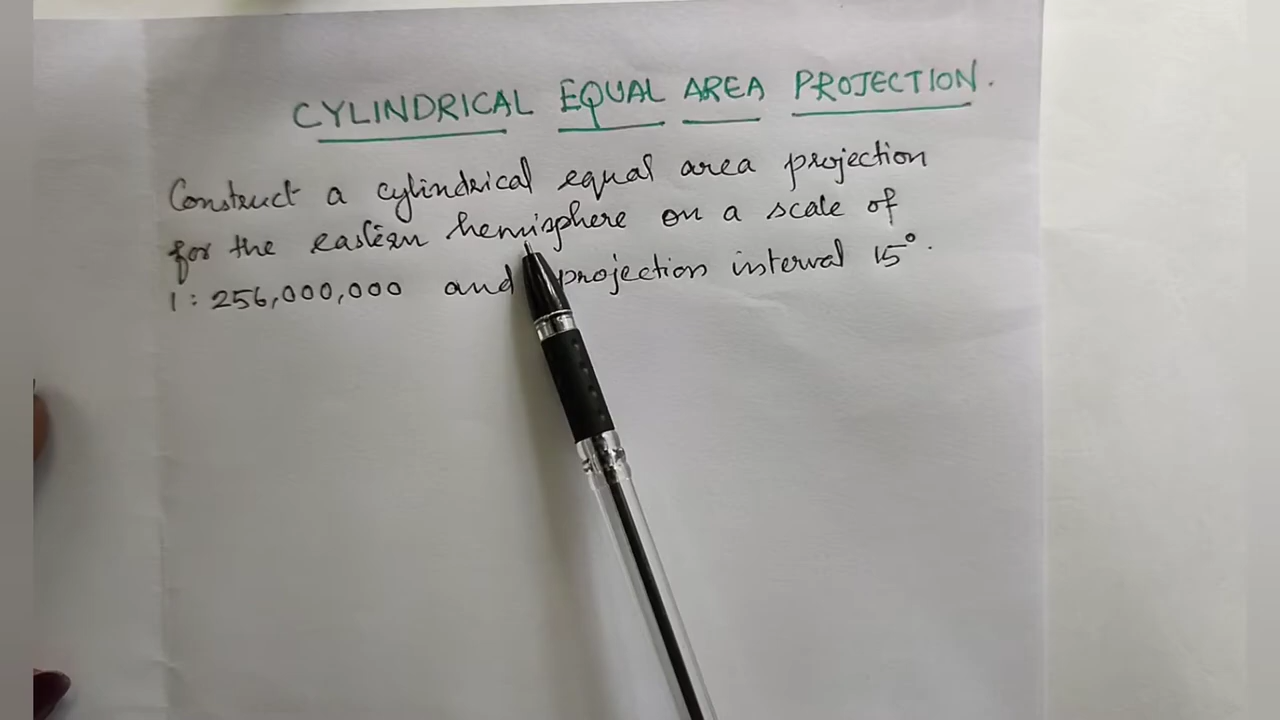 CYLINDRICAL EQUAL AREA PROJECTION.
Construct a cylindrical equal area projection
for the eastern hemisphere on a scale of
1:256,000,000 and projection interval 15°.